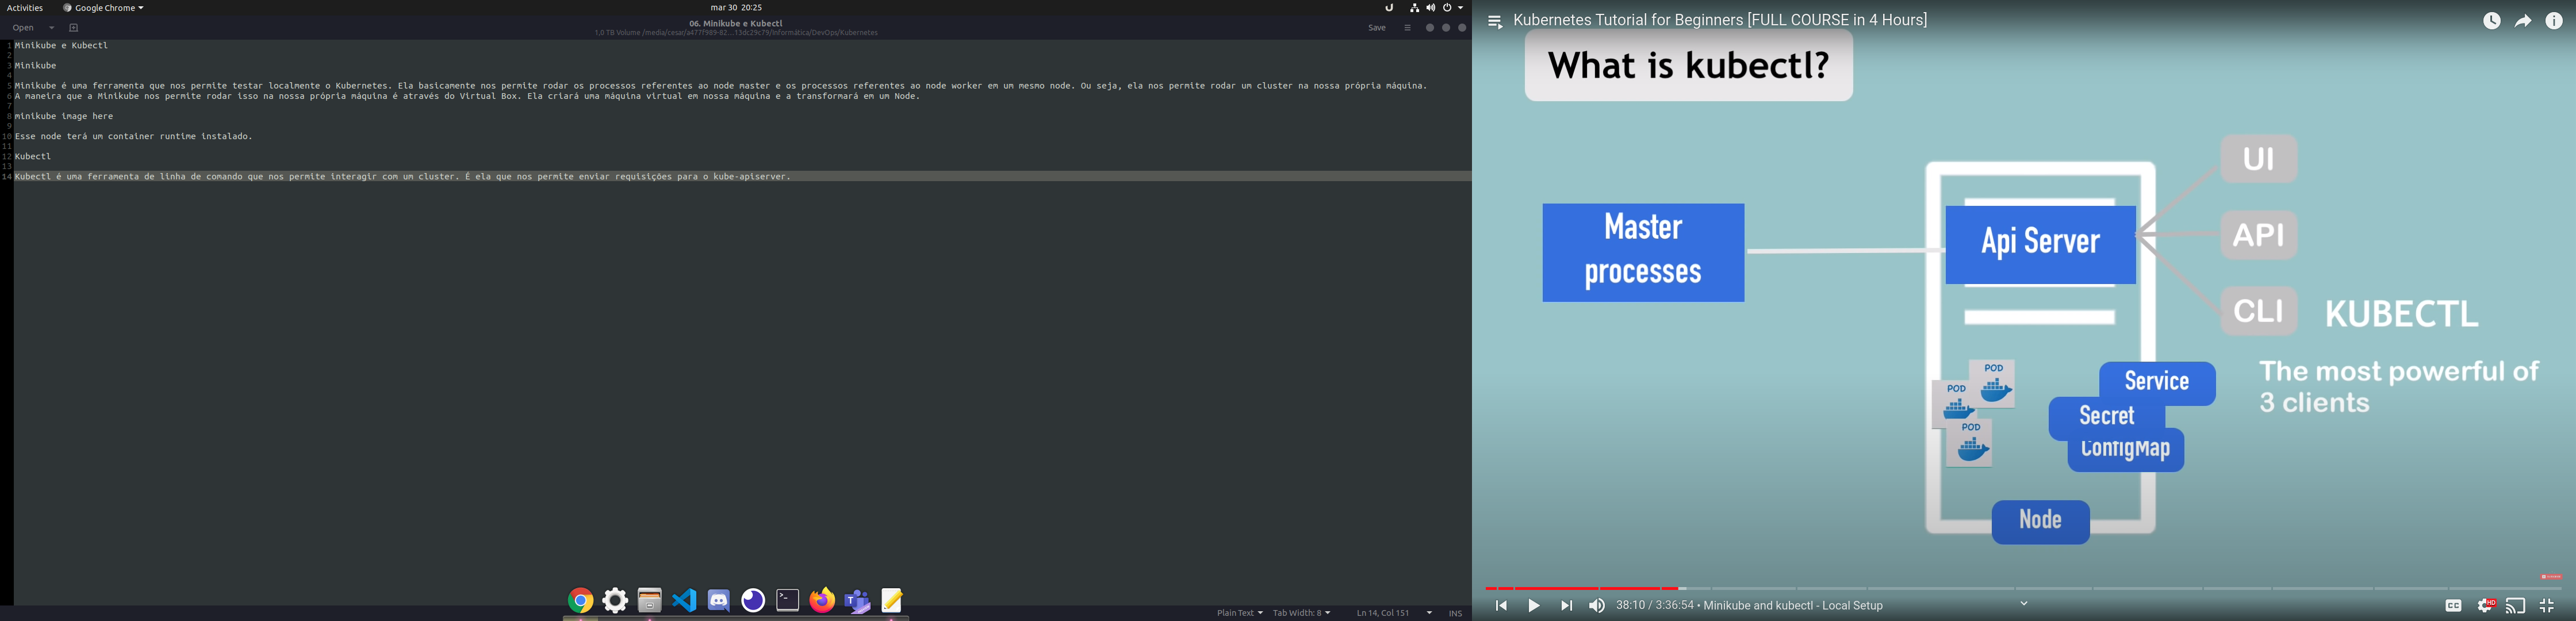 Activities
Google Chrome
mar 30 20:25
Open
06. Minikube e Kubectl
1,0 TB Volume /media/cesar/a477f989-82...13dc29c79/Informática/DevOps/Kubernetes
Save
1 Minikube e Kubectl
2
3 Minikube
4
5 Minikube é uma ferramenta que nos permite testar localmente o Kubernetes. Ela basicamente nos permite rodar os processos referentes ao node master e os processos referentes ao node worker em um mesmo node. Ou seja, ela nos permite rodar um cluster na nossa própria máquina.
6 A maneira que a Minikube nos permite rodar isso na nossa própria máquina é através do Virtual Box. Ela criará uma máquina virtual em nossa máquina e a transformará em um Node.
7
8 minikube image here
9
10 Esse node terá um container runtime instalado.
11
12 Kubectl
13
14 Kubectl é uma ferramenta de linha de comando que nos permite interagir com um cluster. É ela que nos permite enviar requisições para o kube-apiserver.
Plain Text
Tab Width: 8
Ln 14, Col 151
INS
Kubernetes Tutorial for Beginners [FULL COURSE in 4 Hours]
What is kubectl?
Master
processes
Api Server
UI
API
CLI
KUBECTL
The most powerful of
3 clients
POD
POD
POD
Service
Secret
ConfigMap
Node
38:10 / 3:36:54 • Minikube and kubectl - Local Setup
CC
HD